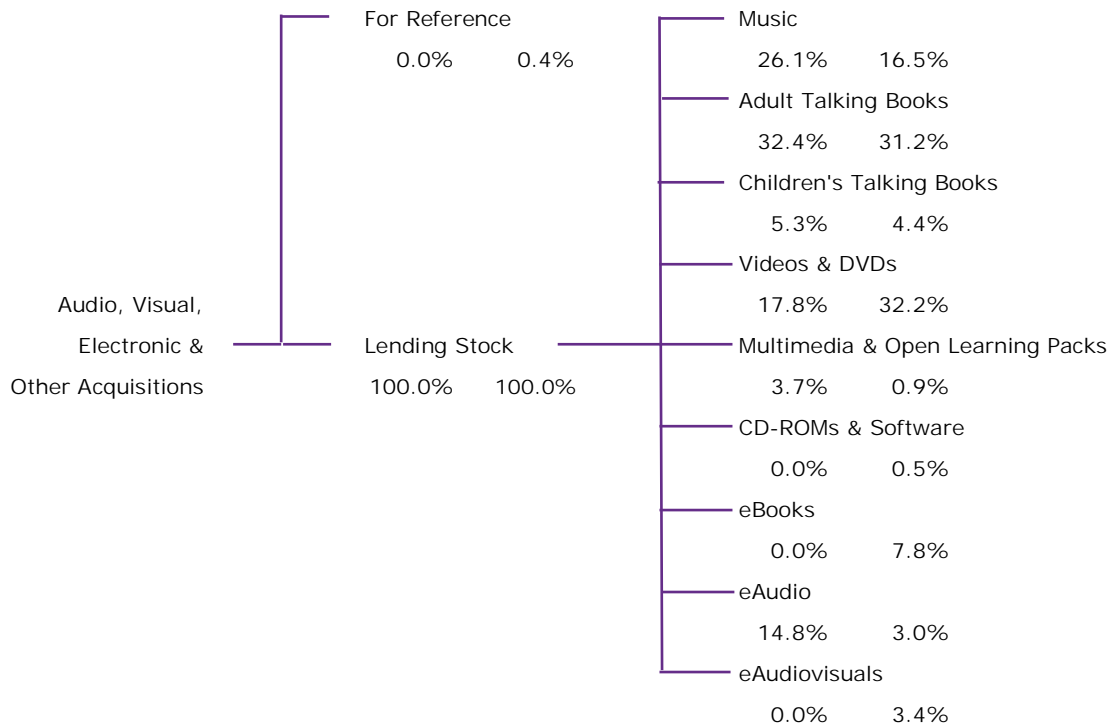 For Reference
0.0% 0.4%
Audio, Visual,
Electronic &
Other Acquisitions
Lending Stock
100.0% 100.0%
Music
26.1% 16.5%
Adult Talking Books
32.4% 31.2%
Children's Talking Books
5.3% 4.4%
Videos & DVDs
17.8% 32.2%
Multimedia & Open Learning Packs
3.7% 0.9%
CD-ROMs & Software
0.0% 0.5%
eBooks
0.0% 7.8%
eAudio
14.8% 3.0%
eAudiovisuals
0.0% 3.4%